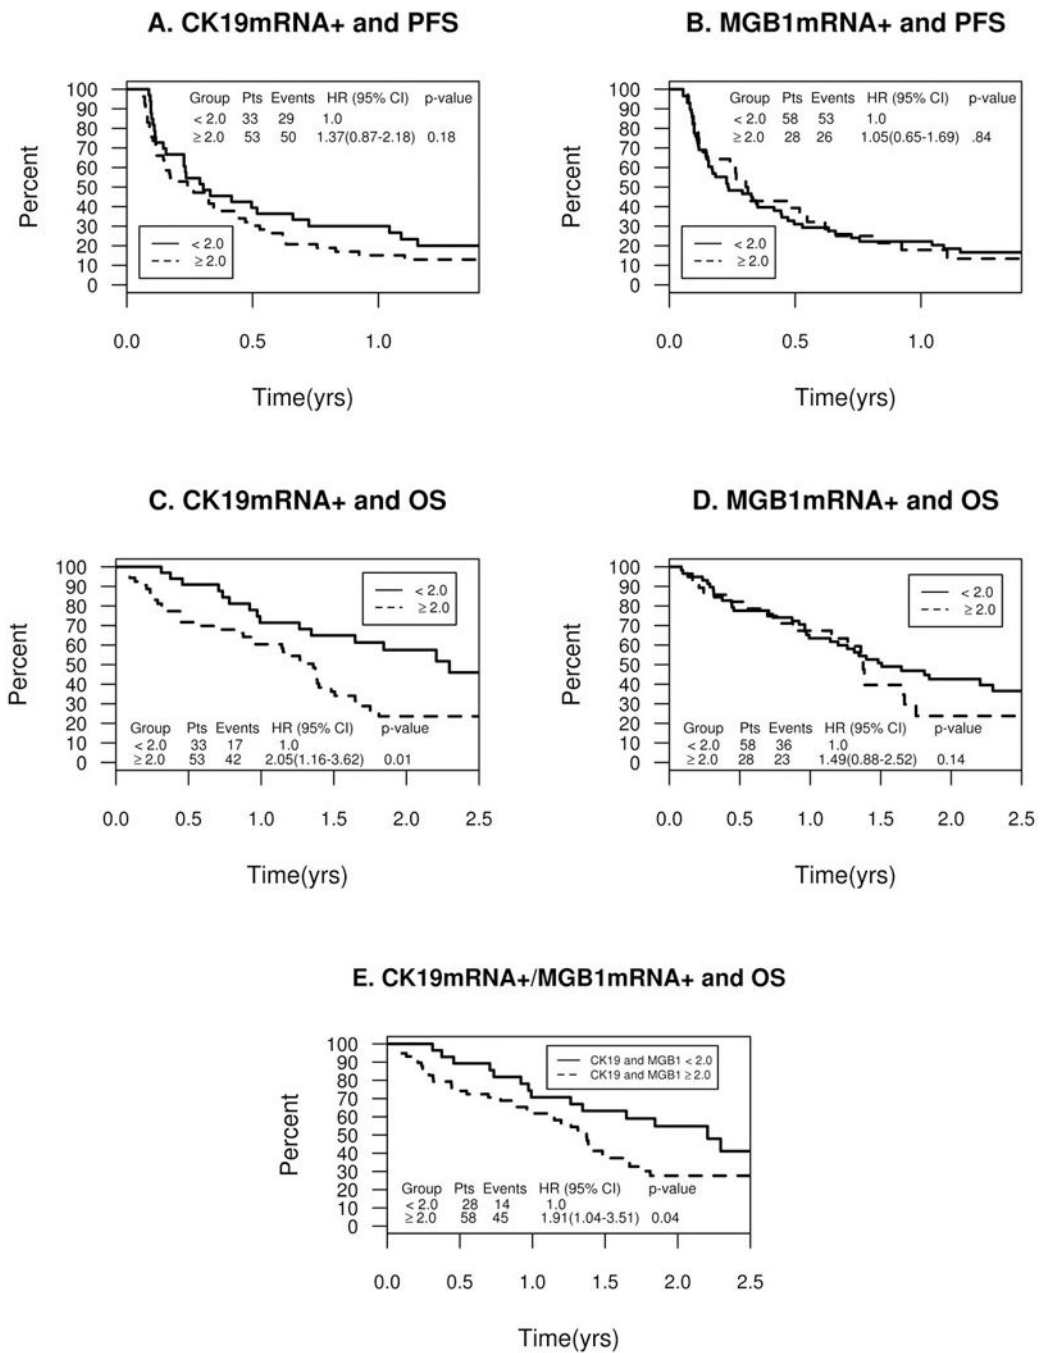 A. CK19mRNA+ and PFS
Percent
100
90
80
70
60
50
40
30
20
10
0
Group Pts Events HR (95% CI) p-value
< 2.0 33 29 1.0
≥ 2.0 53 50 1.37(0.87-2.18) 0.18
< 2.0
≥ 2.0
0.0 0.5 1.0
Time(yrs)
B. MGB1mRNA+ and PFS
Percent
100
90
80
70
60
50
40
30
20
10
0
Group Pts Events HR (95% CI) p-value
< 2.0 58 53 1.0
≥ 2.0 28 26 1.05(0.65-1.69) .84
< 2.0
≥ 2.0
0.0 0.5 1.0
Time(yrs)
C. CK19mRNA+ and OS
Percent
100
90
80
70
60
50
40
30
20
10
0
< 2.0
≥ 2.0
Group Pts Events HR (95% CI) p-value
< 2.0 33 17 1.0
≥ 2.0 53 42 2.05(1.16-3.62) 0.01
0.0 0.5 1.0 1.5 2.0 2.5
Time(yrs)
D. MGB1mRNA+ and OS
Percent
100
90
80
70
60
50
40
30
20
10
0
< 2.0
≥ 2.0
Group Pts Events HR (95% CI) p-value
< 2.0 58 36 1.0
≥ 2.0 28 23 1.49(0.88-2.52) 0.14
0.0 0.5 1.0 1.5 2.0 2.5
Time(yrs)
E. CK19mRNA+/MGB1mRNA+ and OS
Percent
100
90
80
70
60
50
40
30
20
10
0
CK19 and MGB1 < 2.0
CK19 and MGB1 ≥ 2.0
Group Pts Events HR (95% CI) p-value
< 2.0 28 14 1.0
≥ 2.0 58 45 1.91(1.04-3.51) 0.04
0.0 0.5 1.0 1.5 2.0 2.5
Time(yrs)